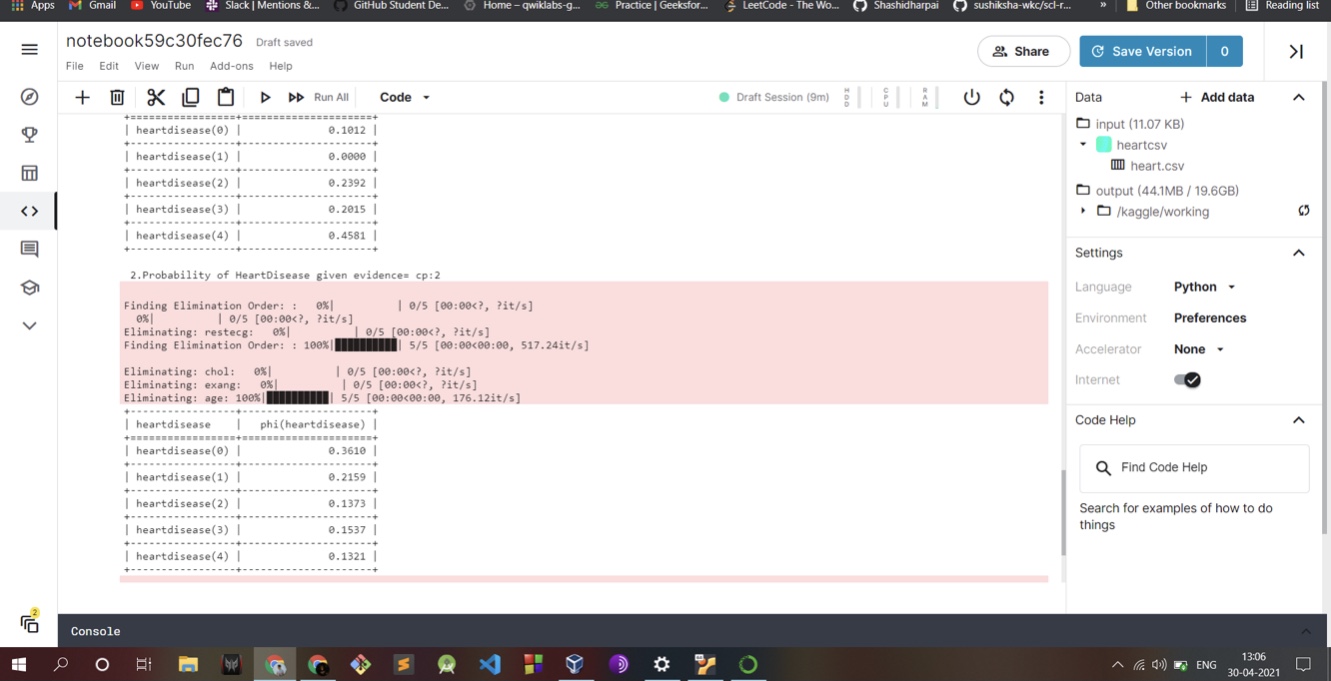 Apps Gmail YouTube Slack | Mentions &... GitHub Student De... Home – qwiklabs-g... Practice | Geeksfor... LeetCode - The Wo... Shashidharpai sushiksha-wkc/scl-r... » Other bookmarks Reading list
notebook59c30fec76 Draft saved
File Edit View Run Add-ons Help
Share
Save Version 0
Run All Code
Draft Session (9m) HDD CPU RAM
| heartdisease(0) | 0.1012 |
| heartdisease(1) | 0.0000 |
| heartdisease(2) | 0.2392 |
| heartdisease(3) | 0.2015 |
| heartdisease(4) | 0.4581 |
2.Probability of HeartDisease given evidence= cp:2
Finding Elimination Order: : 0%| | 0/5 [00:00<?, ?it/s]
0%| | 0/5 [00:00<?, ?it/s]
Eliminating: restecg: 0%| | 0/5 [00:00<?, ?it/s]
Finding Elimination Order: : 100%|██████████| 5/5 [00:00<00:00, 517.24it/s]
Eliminating: chol: 0%| | 0/5 [00:00<?, ?it/s]
Eliminating: exang: 0%| | 0/5 [00:00<?, ?it/s]
Eliminating: age: 100%|██████████| 5/5 [00:00<00:00, 176.12it/s]
| heartdisease | phi(heartdisease) |
| heartdisease(0) | 0.3610 |
| heartdisease(1) | 0.2159 |
| heartdisease(2) | 0.1373 |
| heartdisease(3) | 0.1537 |
| heartdisease(4) | 0.1321 |
Data + Add data
input (11.07 KB)
heartcsv
heart.csv
output (44.1MB / 19.6GB)
/kaggle/working
Settings
Language Python
Environment Preferences
Accelerator None
Internet
Code Help
Find Code Help
Search for examples of how to do
things
2
Console
ENG
13:06
30-04-2021